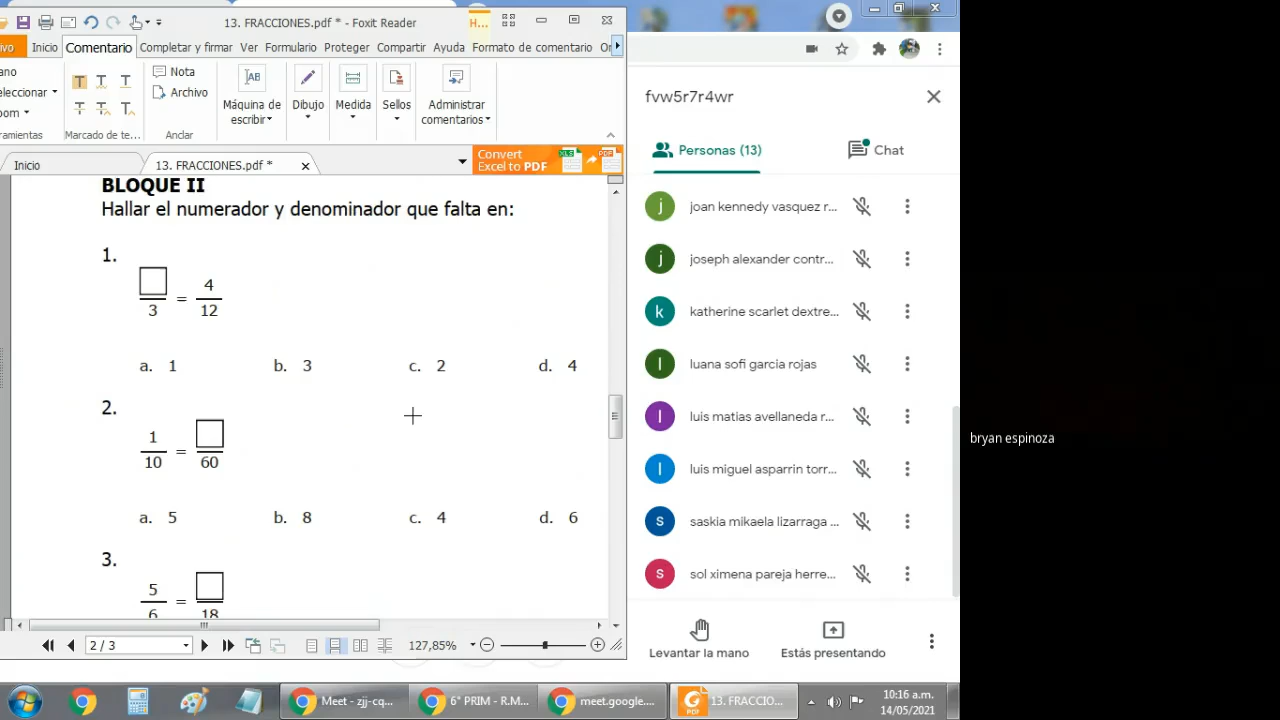 13. FRACCIONES.pdf * - Foxit Reader
H...
Inicio Comentario Completar y firmar Ver Formulario Proteger Compartir Ayuda Formato de comentario
Nota
Archivo
Máquina de escribir
Dibujo
Medida
Sellos
Administrar comentarios
Marcado de te...
Andar
Inicio
13. FRACCIONES.pdf *
Convert Excel to PDF
BLOQUE II
Hallar el numerador y denominador que falta en:
1.
□/3 = 4/12
a. 1 b. 3 c. 2 d. 4
2.
1/10 = □/60
a. 5 b. 8 c. 4 d. 6
3.
5/6 = □/18
2 / 3
127,85%
fvw5r7r4wr
Personas (13)
Chat
j joan kennedy vasquez r...
j joseph alexander contr...
k katherine scarlet dextre...
l luana sofi garcia rojas
l luis matias avellaneda r...
l luis miguel asparrin torr...
s saskia mikaela lizarraga ...
s sol ximena pareja herre...
Levantar la mano
Estás presentando
bryan espinoza
Meet - zjj-cq...
6° PRIM - R.M...
meet.google....
13. FRACCIO...
10:16 a.m.
14/05/2021